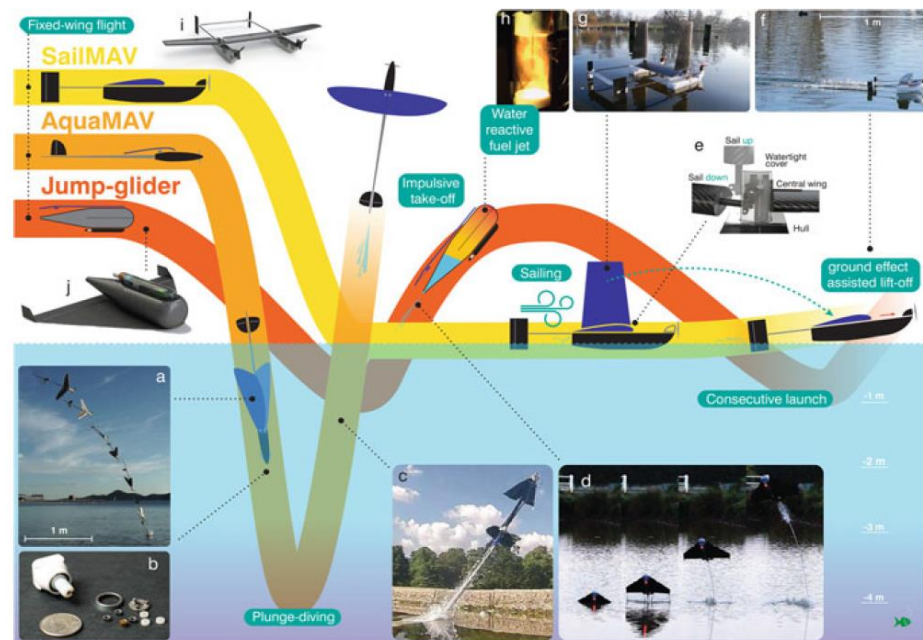 Fixed-wing flight
i
h
g
f
1 m
SailMAV
AquaMAV
Jump-glider
Water
reactive
fuel jet
Impulsive
take-off
e
Sail up
Watertight
cover
Sail down
Central wing
Hull
j
Sailing
ground effect
assisted lift-off
a
1 m
Consecutive launch
-1 m
-2 m
-3 m
-4 m
b
c
d
Plunge-diving